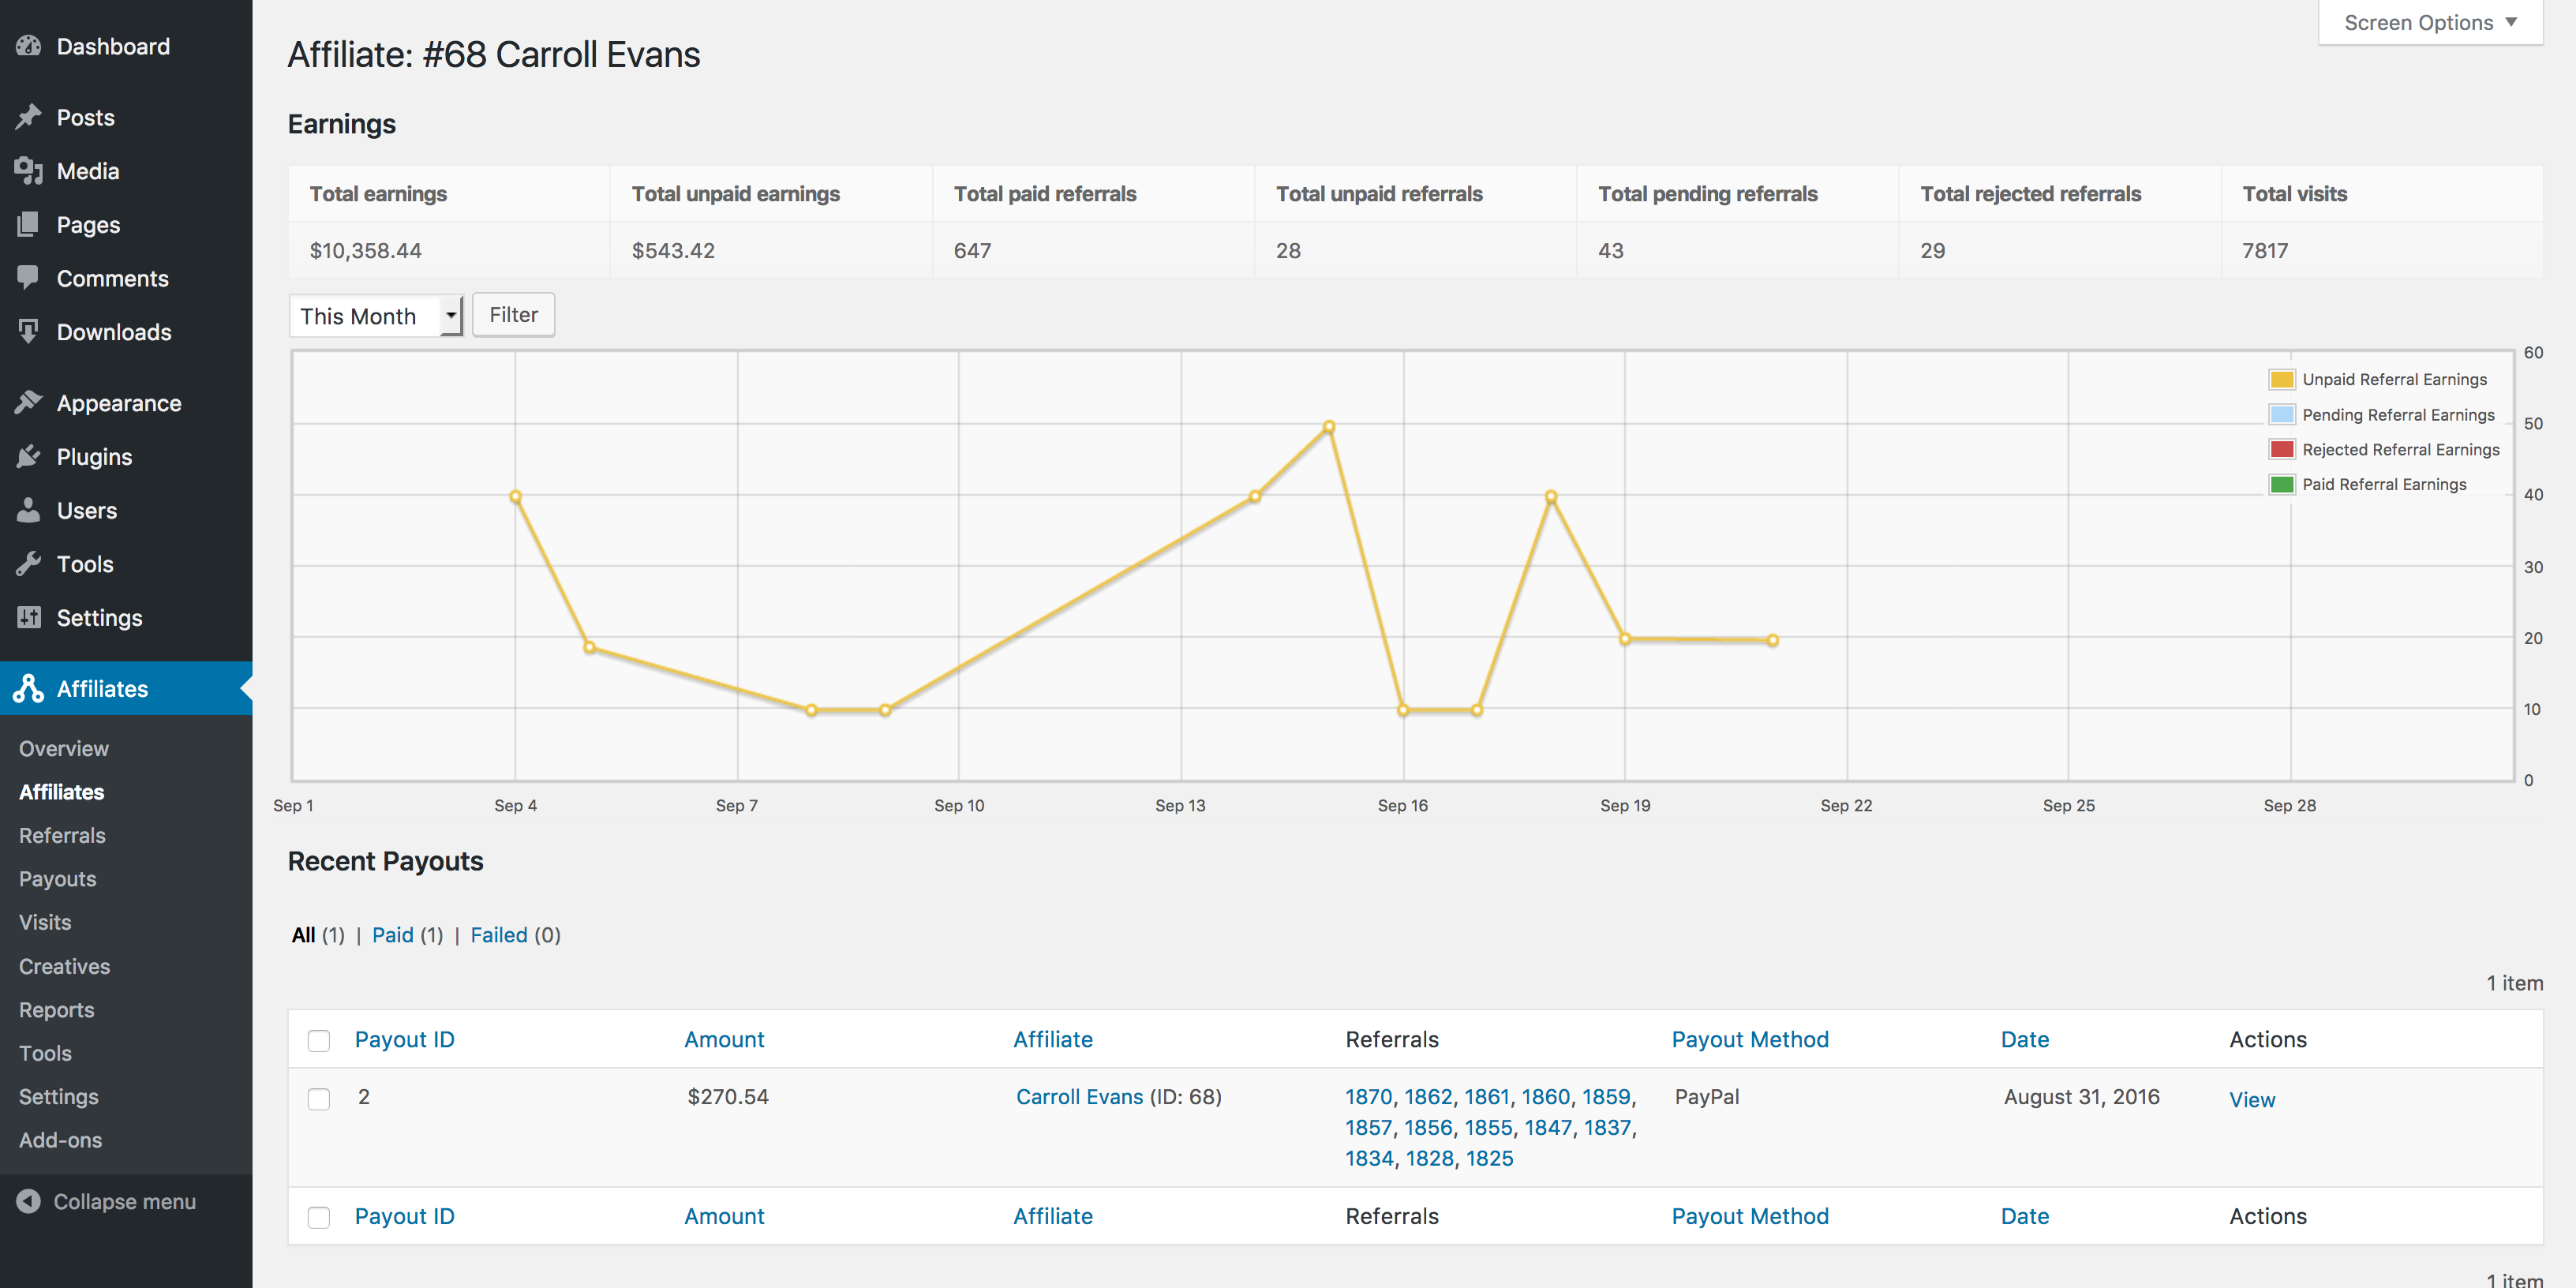 Dashboard
Posts
Media
Pages
Comments
Downloads
Appearance
Plugins
Users
Tools
Settings
Affiliates
Overview
Affiliates
Referrals
Payouts
Visits
Creatives
Reports
Tools
Settings
Add-ons
Collapse menu
Screen Options
Affiliate: #68 Carroll Evans
Earnings
Total earnings Total unpaid earnings Total paid referrals Total unpaid referrals Total pending referrals Total rejected referrals Total visits
$10,358.44 $543.42 647 28 43 29 7817
This Month Filter
60
50
40
30
20
10
0
Unpaid Referral Earnings
Pending Referral Earnings
Rejected Referral Earnings
Paid Referral Earnings
Sep 1 Sep 4 Sep 7 Sep 10 Sep 13 Sep 16 Sep 19 Sep 22 Sep 25 Sep 28
Recent Payouts
All (1) | Paid (1) | Failed (0)
1 item
Payout ID Amount Affiliate Referrals Payout Method Date Actions
2 $270.54 Carroll Evans (ID: 68) 1870, 1862, 1861, 1860, 1859, PayPal August 31, 2016 View
1857, 1856, 1855, 1847, 1837,
1834, 1828, 1825
Payout ID Amount Affiliate Referrals Payout Method Date Actions
1 item